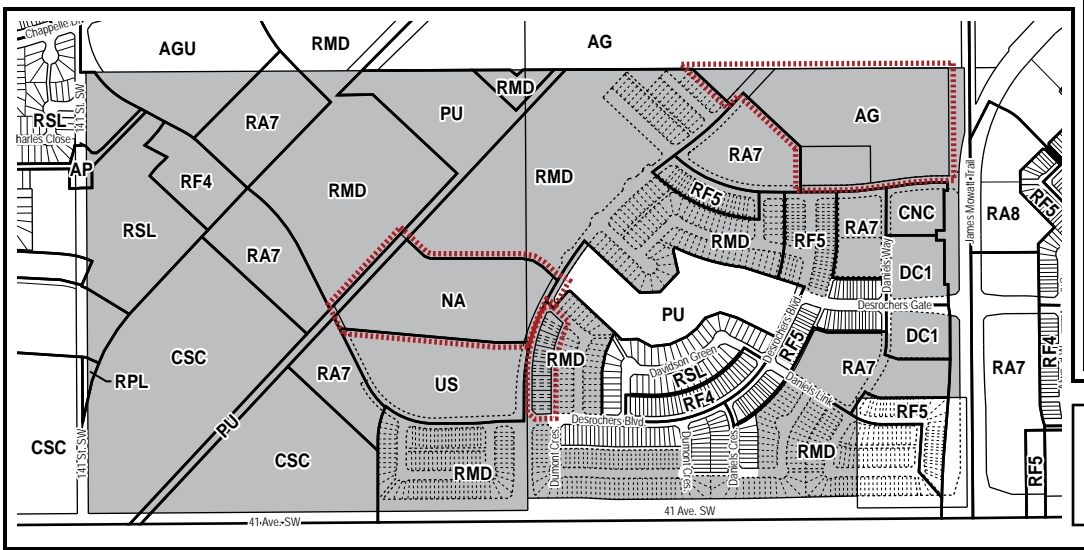 Chappelle Dr.
AGU
RMD
AG
RMD
141 St. SW
RSL
harles Close
AP
RA7
PU
AG
RA7
RF4
RMD
RMD
RF5
RSL
RA7
RMD
RF5
RA7
CNC
Daniels Way
James Mowatt Trail
RA8
RF5
DC1
NA
PU
Desrochers Gate
Desrochers Blvd.
DC1
RF5
CSC
RPL
RA7
US
RMD
Davidson Green
RSL
RF4
RA7
Daniels Link
RA7
RF4
RF5
Desrochers Blvd
PU
CSC
141 St. SW
CSC
RMD
Dumont Cres.
Dumont Cres.
Daniels Cres.
RMD
RF5
41 Ave. SW
41 Ave. SW